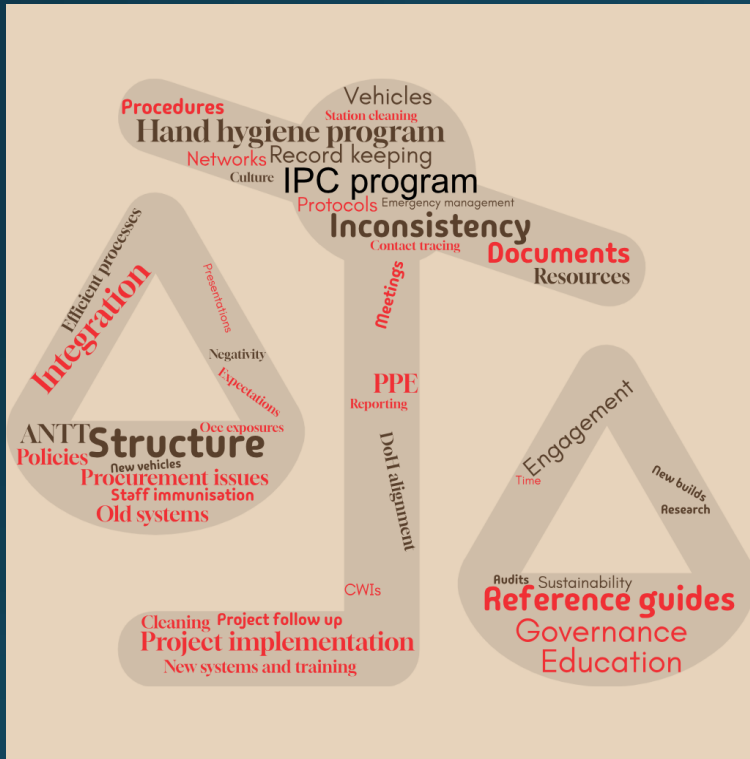 Vehicles
Procedures
Station cleaning
Hand hygiene program
Networks
Record keeping
Culture
IPC program
Protocols
Emergency management
Inconsistency
Contact tracing
Documents
Resources
Efficient processes
Integration
Presentations
Negativity
Expectations
Occ exposures
ANTT
Structure
Policies
New vehicles
Procurement issues
Staff immunisation
Old systems
Meetings
PPE
Reporting
DoH alignment
CWIs
Cleaning
Project follow up
Project implementation
New systems and training
Engagement
Time
New builds
Research
Audits
Sustainability
Reference guides
Governance
Education